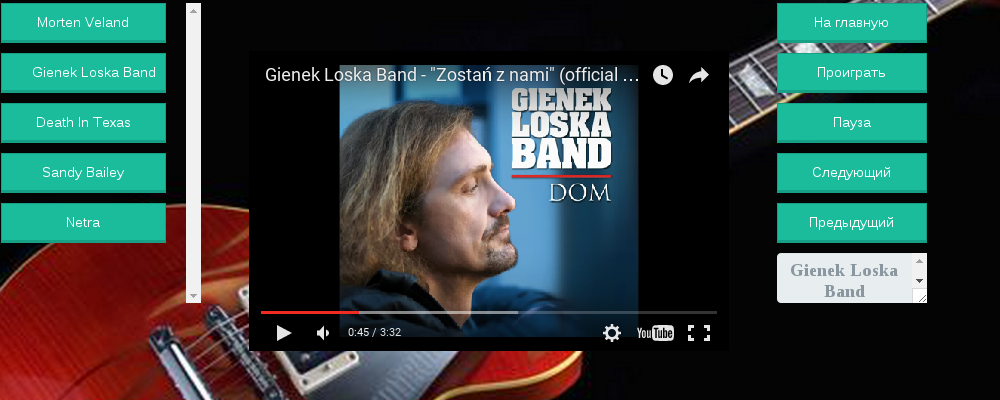 Morten Veland
Gienek Loska Band
Death In Texas
Sandy Bailey
Netra
Gienek Loska Band - "Zostań z nami" (official ...
GIENEK
LOSKA
BAND
DOM
0:45 / 3:32
YouTube
На главную
Проиграть
Пауза
Следующий
Предыдущий
Gienek Loska
Band